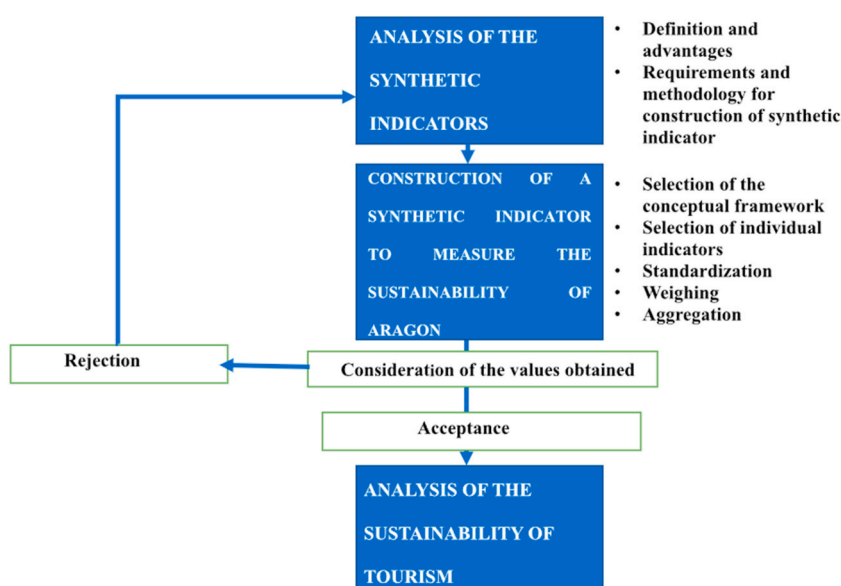 ANALYSIS OF THE
SYNTHETIC
INDICATORS
• Definition and
advantages
• Requirements and
methodology for
construction of synthetic
indicator
CONSTRUCTION OF A
SYNTHETIC INDICATOR
TO MEASURE THE
SUSTAINABILITY OF
ARAGON
• Selection of the
conceptual framework
• Selection of individual
indicators
• Standardization
• Weighing
• Aggregation
Rejection
Consideration of the values obtained
Acceptance
ANALYSIS OF THE
SUSTAINABILITY OF
TOURISM